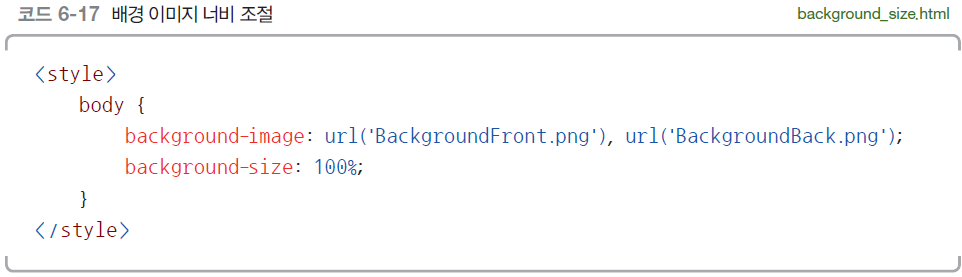 코드 6-17 배경 이미지 너비 조절 background_size.html
<style>
    body {
        background-image: url('BackgroundFront.png'), url('BackgroundBack.png');
        background-size: 100%;
    }
</style>